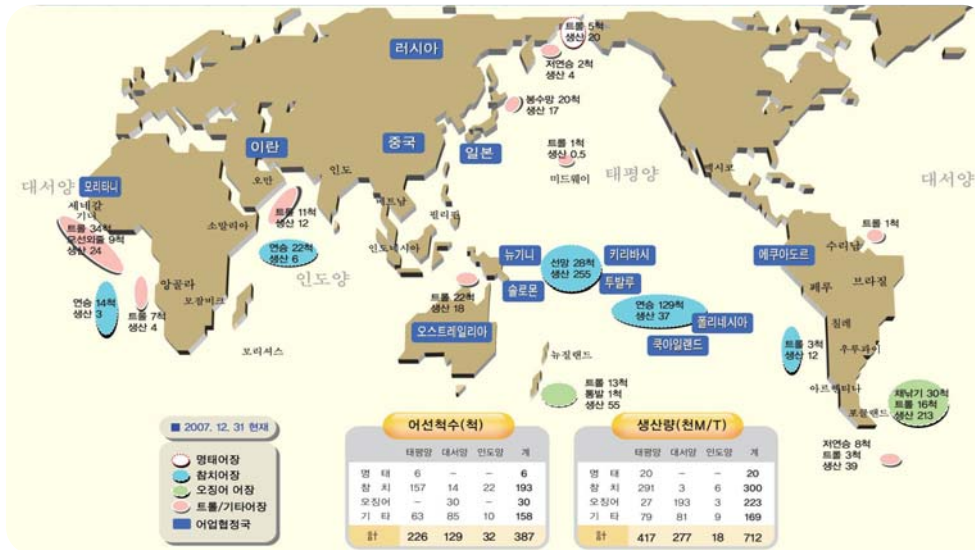 트롤 5척
생산 20
러시아
저연승 2척
생산 4
봉수망 20척
생산 17
이란
중국
일본
트롤 1척
생산 0.5
미드웨이
태평양
멕시코
대서양
대서양
모리타니
오만
인도
베트남
필리핀
세네갈
기니
트롤 34척
우선외줄 9척
생산 24
소말리아
트롤 11척
생산 12
연승 22척
생산 6
인도양
인도네시아
뉴기니
솔로몬
선망 28척
생산 255
키리바시
투발루
에쿠아도르
트롤 1척
수리남
페루
브라질
앙골라
모잠비크
연승 14척
생산 3
트롤 7척
생산 4
모리셔스
트롤 22척
생산 18
오스트레일리아
연승 129척
생산 37
폴리네시아
쿡아일랜드
뉴질랜드
칠레
트롤 3척
생산 12
우루과이
아르헨티나
포클랜드
채낚기 30척
트롤 16척
생산 213
트롤 13척
통발 1척
생산 55
저연승 8척
트롤 3척
생산 39
2007. 12. 31 현재
명태어장
참치어장
오징어 어장
트롤/기타어장
어업협정국
어선척수(척)
태평양 대서양 인도양 계
명 태 6 – – 6
참 치 157 14 22 193
오징어 – 30 – 30
기 타 63 85 10 158
합계 226 129 32 387
생산량(천M/T)
태평양 대서양 인도양 계
명 태 20 – – 20
참 치 291 3 6 300
오징어 27 193 3 223
기 타 79 81 9 169
합계 417 277 18 712